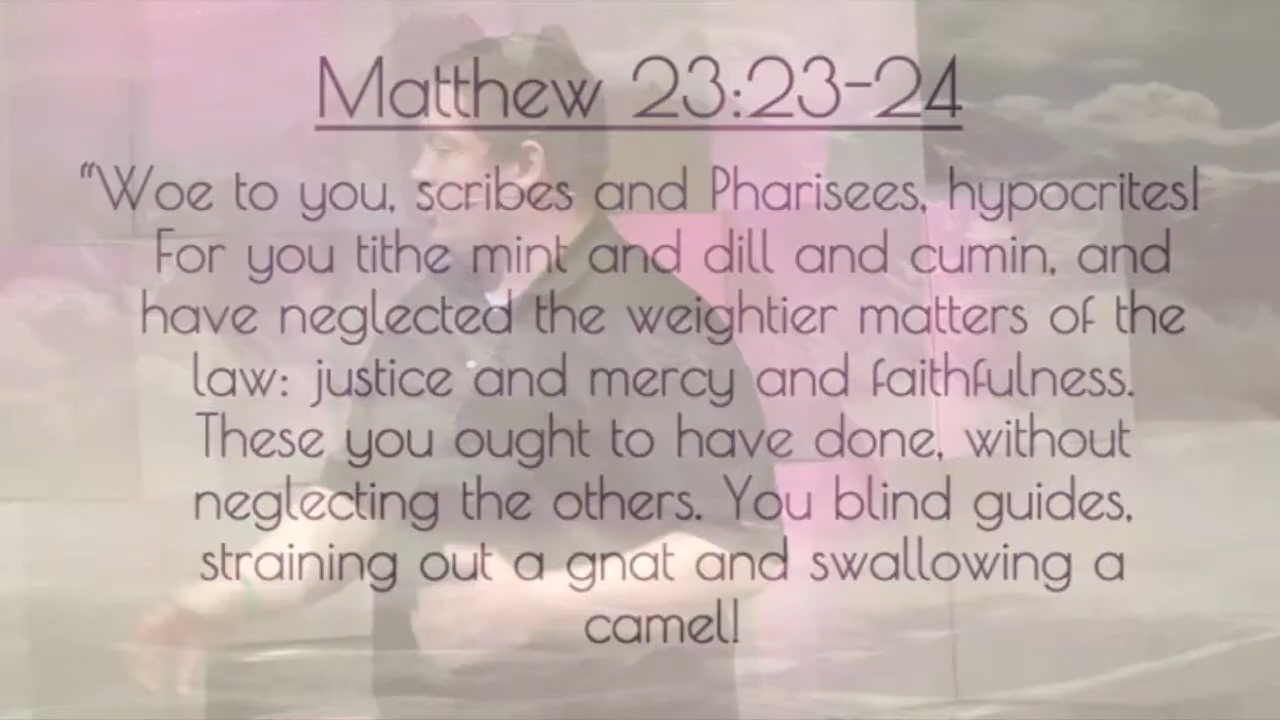 Matthew 23:23-24
“Woe to you, scribes and Pharisees, hypocrites!
For you tithe mint and dill and cumin, and
have neglected the weightier matters of the
law: justice and mercy and faithfulness.
These you ought to have done, without
neglecting the others. You blind guides,
straining out a gnat and swallowing a
camel!